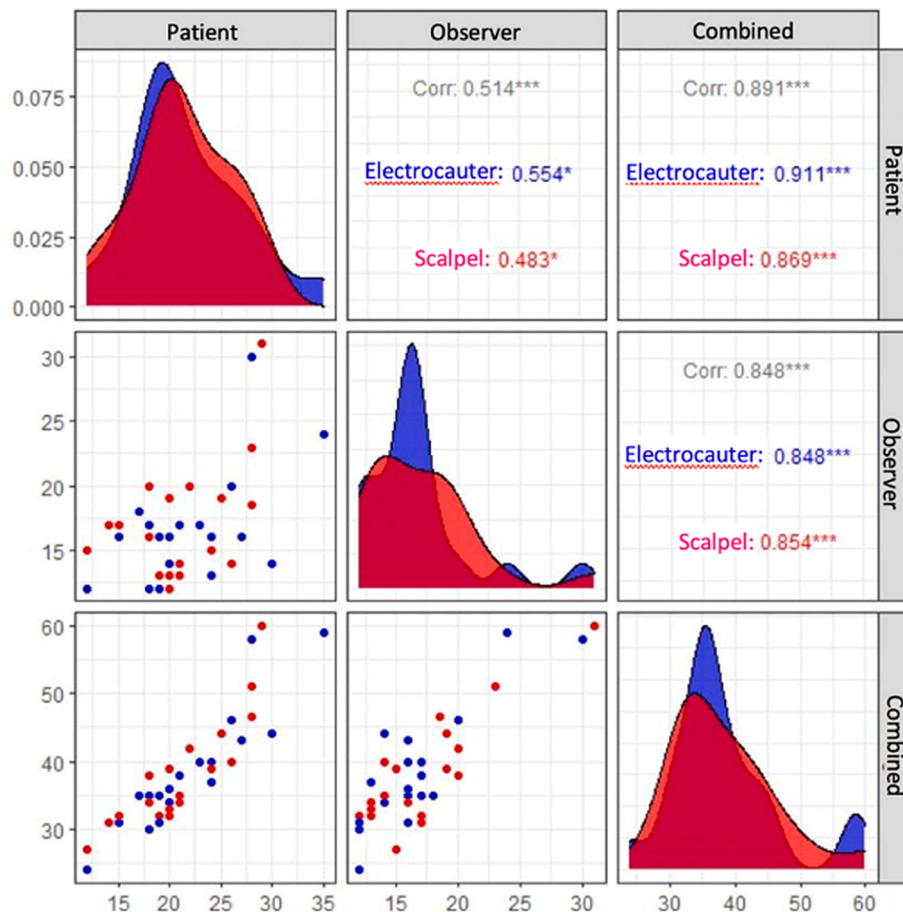 Patient Observer Combined
0.075
0.050
0.025
0.000
Corr: 0.514***
Electrocauter: 0.554*
Scalpel: 0.483*
Corr: 0.891***
Electrocauter: 0.911***
Scalpel: 0.869***
Patient
30
25
20
15
Corr: 0.848***
Electrocauter: 0.848***
Scalpel: 0.854***
Observer
60
50
40
30
Combined
15 20 25 30 35
15 20 25 30
30 40 50 60